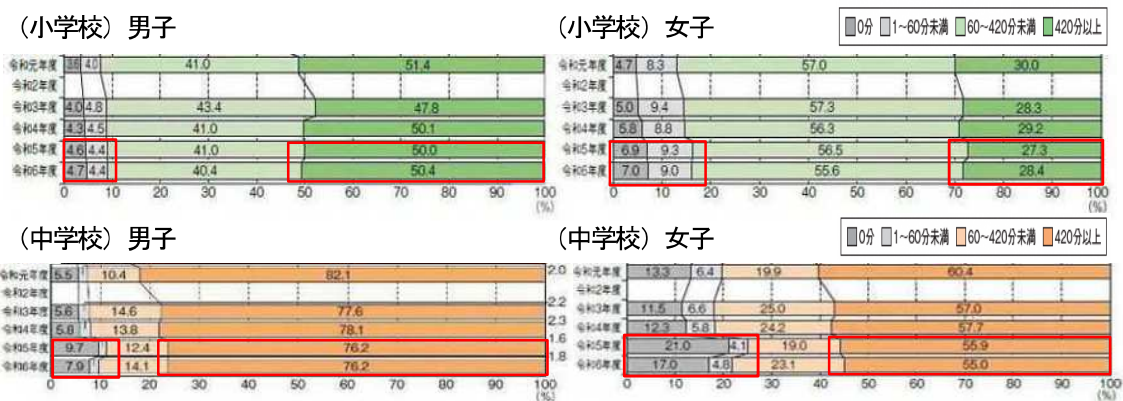 （小学校）男子
令和元年度 3.6 4.0 41.0 51.4
令和2年度
令和3年度 4.0 4.8 43.4 47.8
令和4年度 4.3 4.5 41.0 50.1
令和5年度 4.6 4.4 41.0 50.0
令和6年度 4.7 4.4 40.4 50.4
0 10 20 30 40 50 60 70 80 90 100
(%)
（小学校）女子
0分 1～60分未満 60～420分未満 420分以上
令和元年度 4.7 8.3 57.0 30.0
令和2年度
令和3年度 5.0 9.4 57.3 28.3
令和4年度 5.8 8.8 56.3 29.2
令和5年度 6.9 9.3 56.5 27.3
令和6年度 7.0 9.0 55.6 28.4
0 10 20 30 40 50 60 70 80 90 100
(%)
（中学校）男子
令和元年度 5.5 10.4 82.1 2.0
令和2年度
令和3年度 5.6 14.6 77.6 2.2
令和4年度 5.8 13.8 78.1 2.3
令和5年度 9.7 12.4 76.2 1.6
令和6年度 7.9 14.1 76.2 1.8
0 10 20 30 40 50 60 70 80 90 100
(%)
（中学校）女子
0分 1～60分未満 60～420分未満 420分以上
令和元年度 13.3 6.4 19.9 60.4
令和2年度
令和3年度 11.5 6.6 25.0 57.0
令和4年度 12.3 5.8 24.2 57.7
令和5年度 21.0 4.1 19.0 55.9
令和6年度 17.0 4.8 23.1 55.0
0 10 20 30 40 50 60 70 80 90 100
(%)